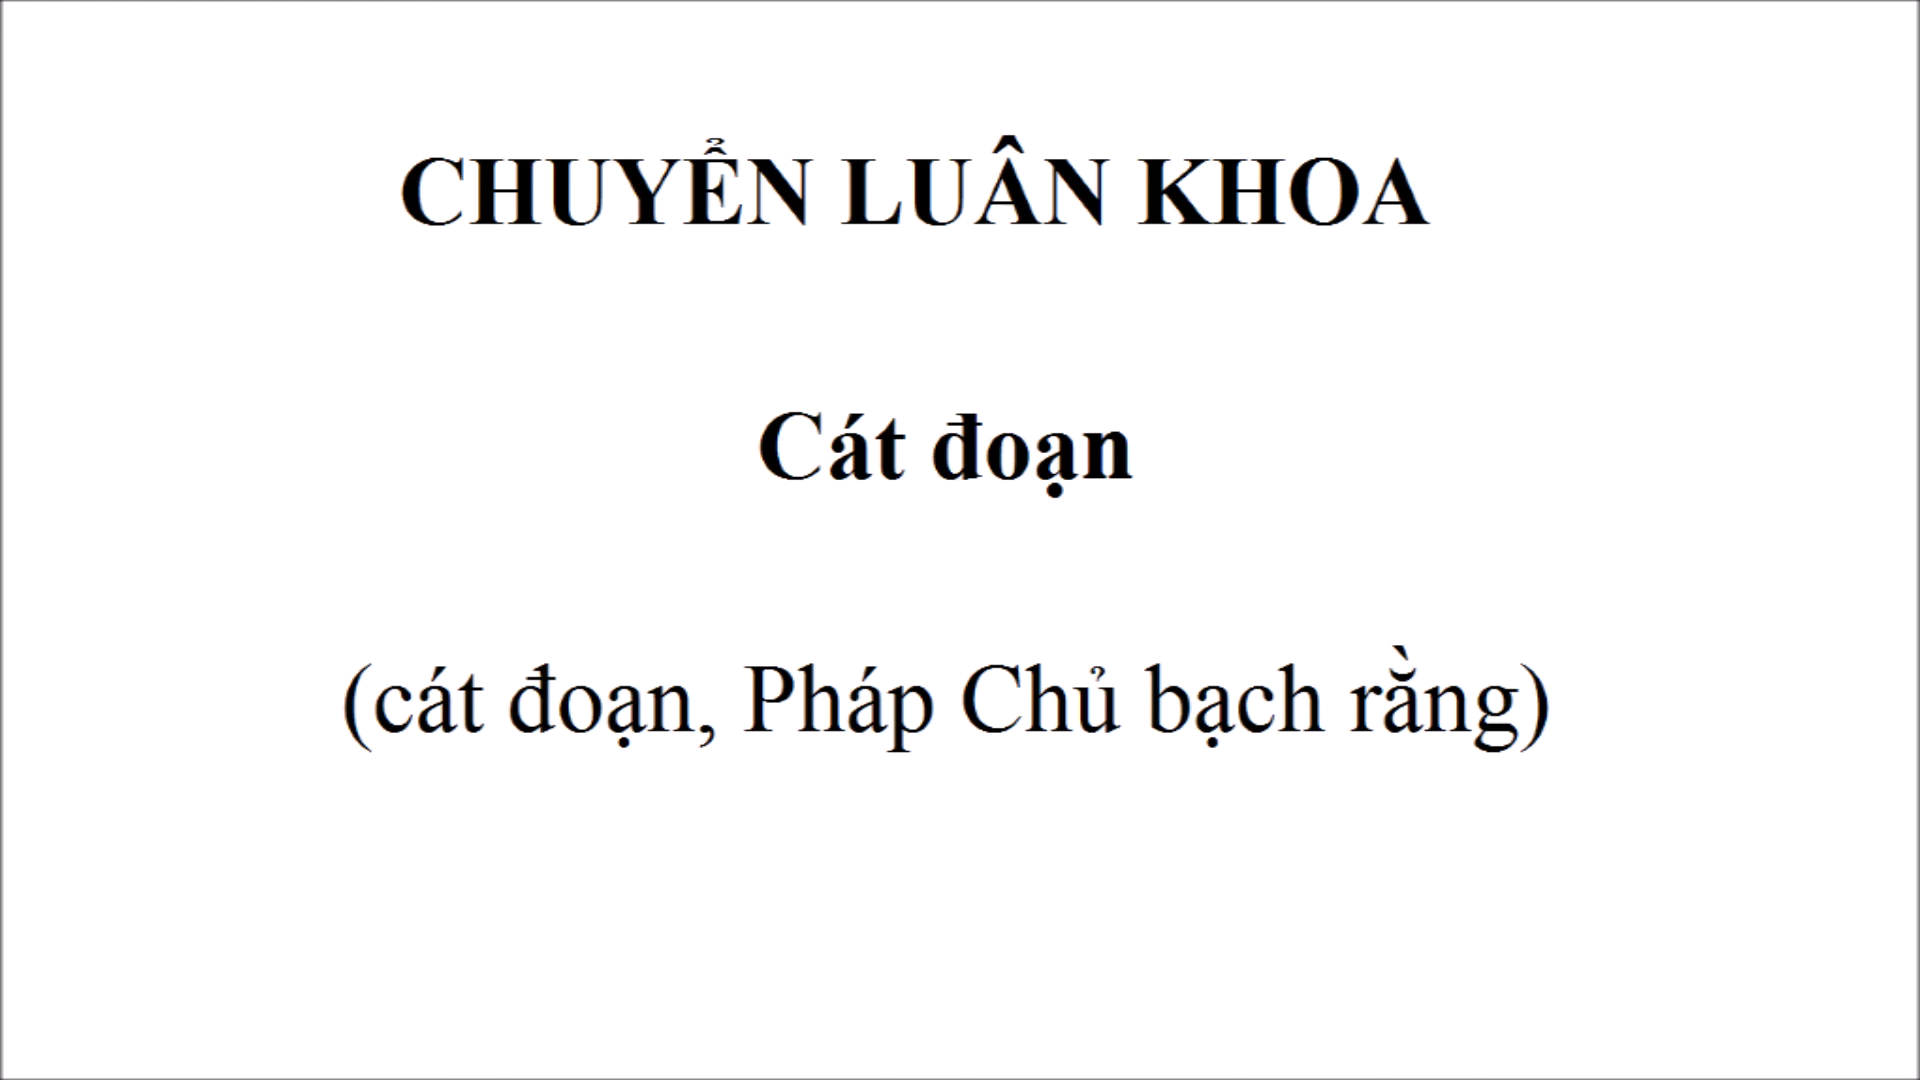 CHUYỂN LUÂN KHOA
Cát đoạn
(cát đoạn, Pháp Chủ bạch rằng)